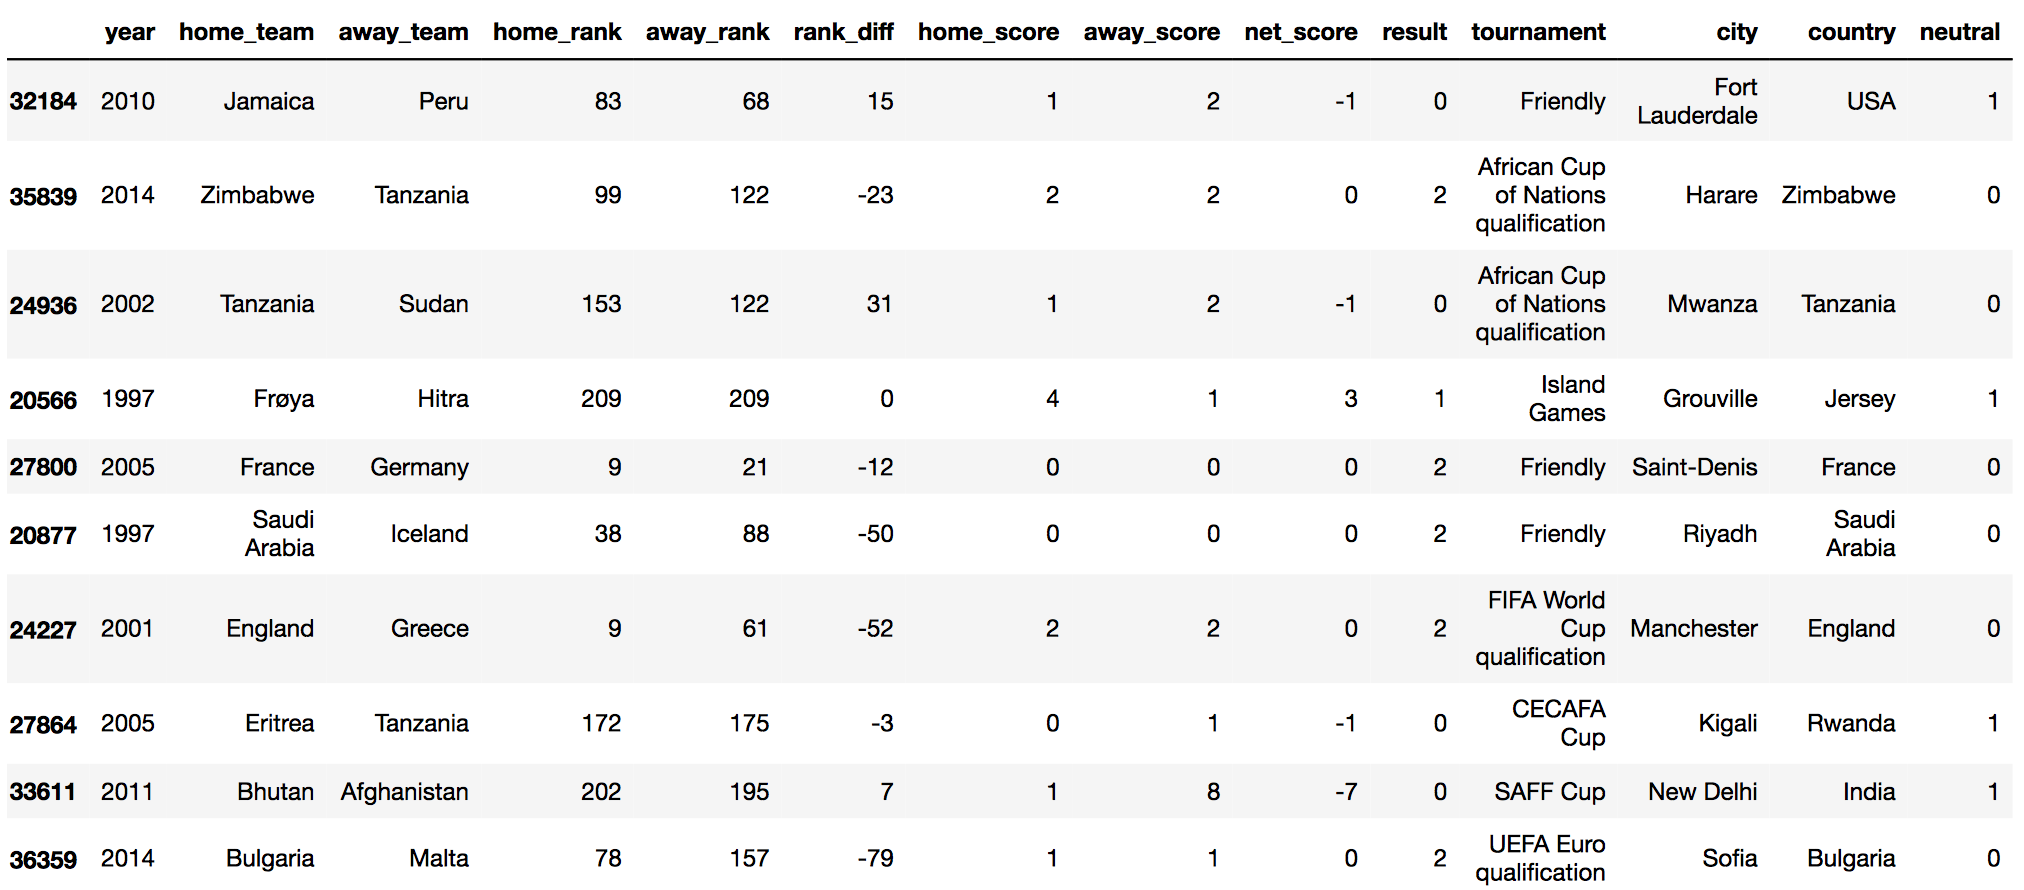 year home_team away_team home_rank away_rank rank_diff home_score away_score net_score result tournament city country neutral
32184 2010 Jamaica Peru 83 68 15 1 2 -1 0 Friendly Fort Lauderdale USA 1
35839 2014 Zimbabwe Tanzania 99 122 -23 2 2 0 2 African Cup of Nations qualification Harare Zimbabwe 0
24936 2002 Tanzania Sudan 153 122 31 1 2 -1 0 African Cup of Nations qualification Mwanza Tanzania 0
20566 1997 Frøya Hitra 209 209 0 4 1 3 1 Island Games Grouville Jersey 1
27800 2005 France Germany 9 21 -12 0 0 0 2 Friendly Saint-Denis France 0
20877 1997 Saudi Arabia Iceland 38 88 -50 0 0 0 2 Friendly Riyadh Saudi Arabia 0
24227 2001 England Greece 9 61 -52 2 2 0 2 FIFA World Cup qualification Manchester England 0
27864 2005 Eritrea Tanzania 172 175 -3 0 1 -1 0 CECAFA Cup Kigali Rwanda 1
33611 2011 Bhutan Afghanistan 202 195 7 1 8 -7 0 SAFF Cup New Delhi India 1
36359 2014 Bulgaria Malta 78 157 -79 1 1 0 2 UEFA Euro qualification Sofia Bulgaria 0